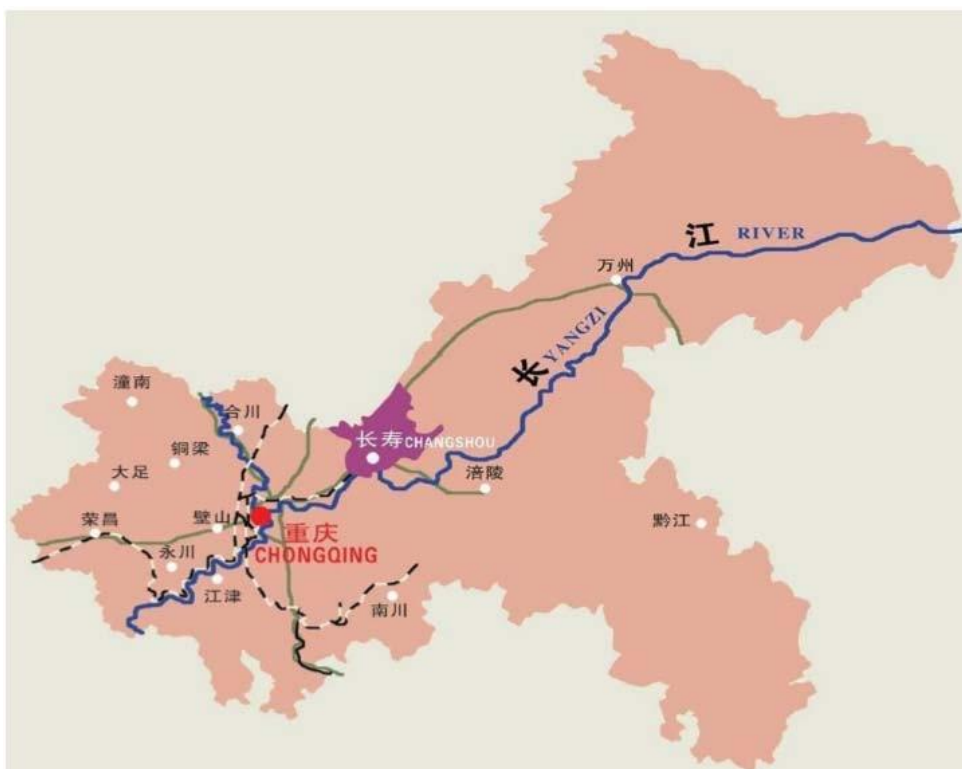 江 RIVER
万州
长 YANGZI
潼南
合川
长寿 CHANGSHOU
铜梁
大足
涪陵
荣昌
壁山
重庆
CHONGQING
黔江
永川
江津
南川